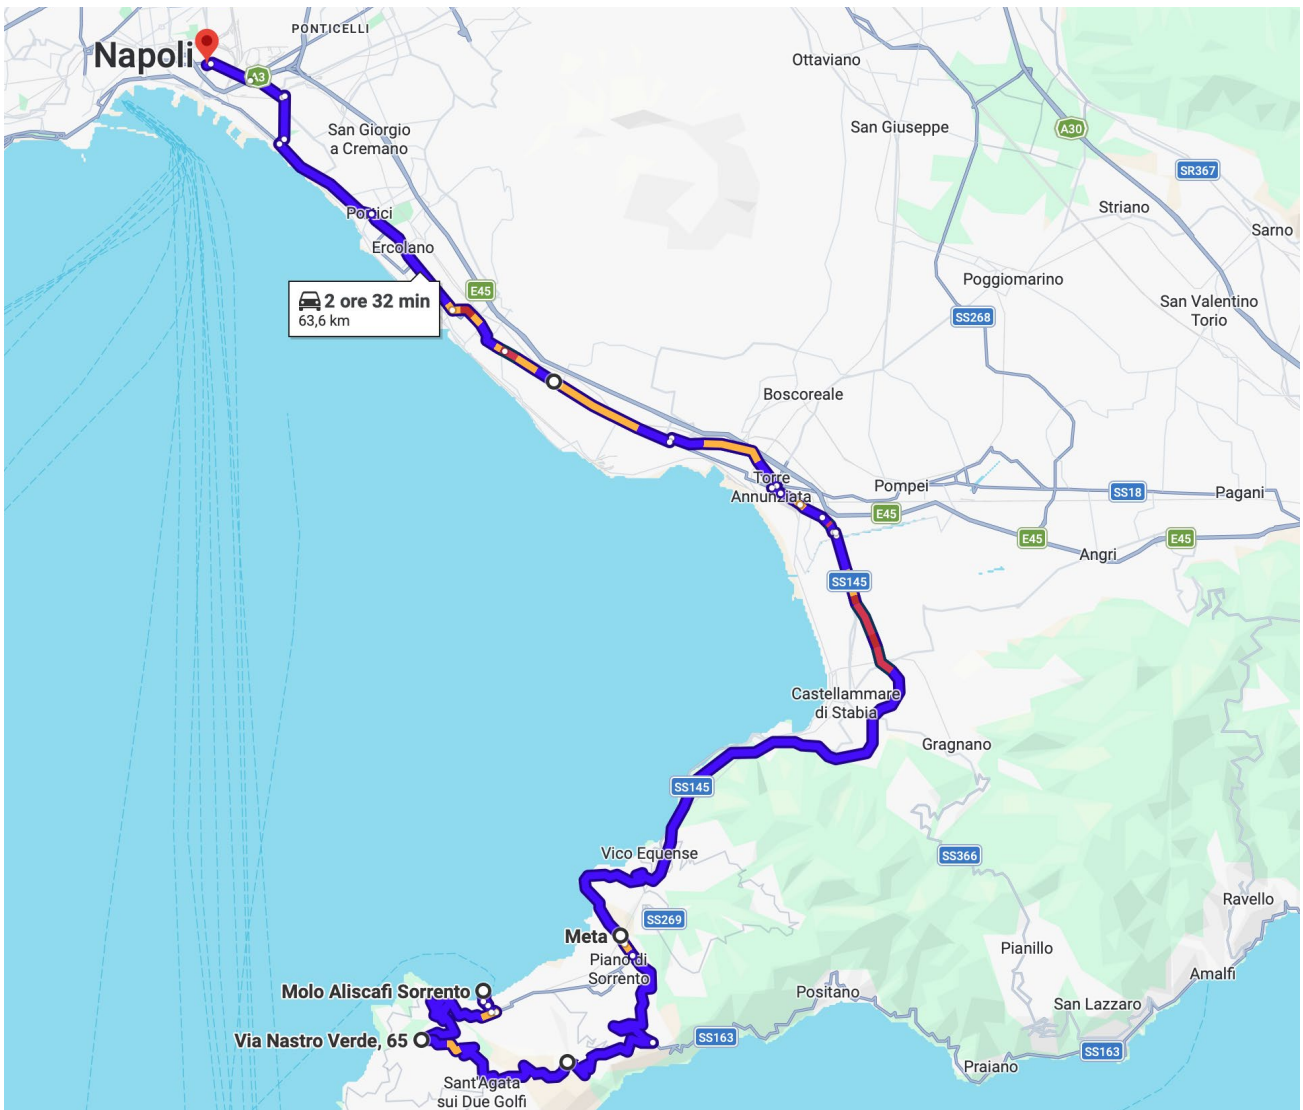 PONTICELLI
Napoli
A3
Ottaviano
San Giorgio
a Cremano
San Giuseppe
A30
SR367
Striano
Sarno
Portici
Ercolano
Poggiomarino
E45
2 ore 32 min
63,6 km
San Valentino
Torio
SS268
Boscoreale
Torre
Annunziata
Pompei
SS18
Pagani
E45
E45
E45
Angri
SS145
Castellammare
di Stabia
Gragnano
SS145
Vico Equense
SS366
Ravello
SS269
Meta
Piano di
Sorrento
Pianillo
Amalfi
Molo Aliscafi Sorrento
Positano
San Lazzaro
Via Nastro Verde, 65
SS163
SS163
Praiano
Sant'Agata
sui Due Golfi